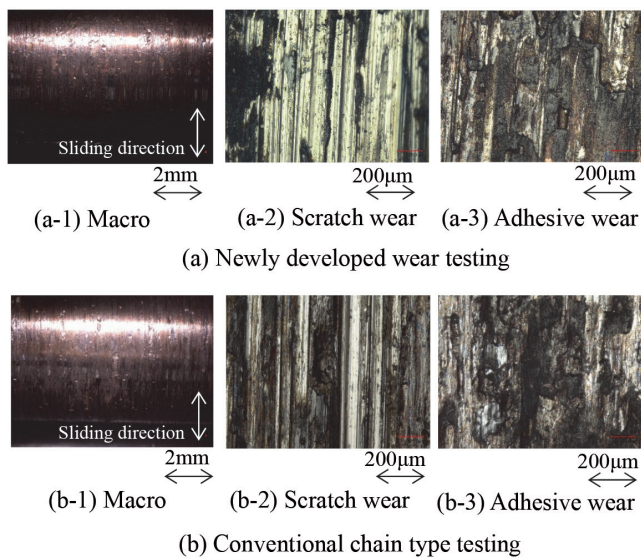 Sliding direction
2mm
200μm
200μm
(a-1) Macro
(a-2) Scratch wear
(a-3) Adhesive wear
(a) Newly developed wear testing
Sliding direction
2mm
200μm
200μm
(b-1) Macro
(b-2) Scratch wear
(b-3) Adhesive wear
(b) Conventional chain type testing